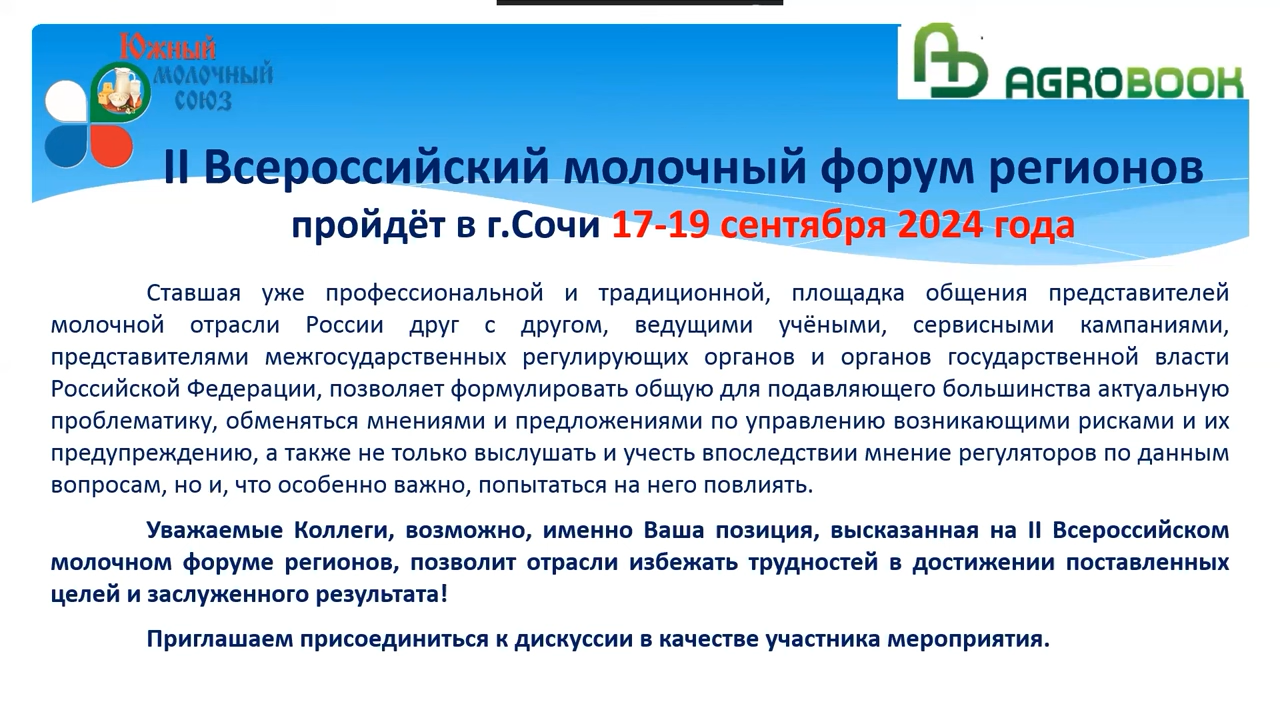 Южный
молочный
союз
AGROBOOK
II Всероссийский молочный форум регионов
пройдёт в г.Сочи 17-19 сентября 2024 года
Ставшая уже профессиональной и традиционной, площадка общения представителей
молочной отрасли России друг с другом, ведущими учёными, сервисными кампаниями,
представителями межгосударственных регулирующих органов и органов государственной власти
Российской Федерации, позволяет формулировать общую для подавляющего большинства актуальную
проблематику, обменяться мнениями и предложениями по управлению возникающими рисками и их
предупреждению, а также не только выслушать и учесть впоследствии мнение регуляторов по данным
вопросам, но и, что особенно важно, попытаться на него повлиять.
Уважаемые Коллеги, возможно, именно Ваша позиция, высказанная на II Всероссийском
молочном форуме регионов, позволит отрасли избежать трудностей в достижении поставленных
целей и заслуженного результата!
Приглашаем присоединиться к дискуссии в качестве участника мероприятия.